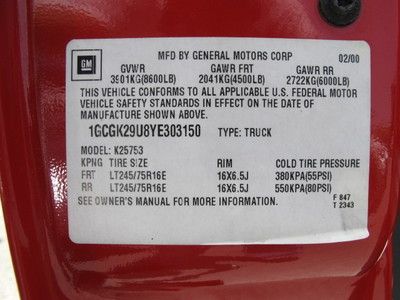 GM
MFD BY GENERAL MOTORS CORP 02/00
GVWR GAWR FRT GAWR RR
3901KG(8600LB) 2041KG(4500LB) 2722KG(6000LB)
THIS VEHICLE CONFORMS TO ALL APPLICABLE U.S. FEDERAL MOTOR
VEHICLE SAFETY STANDARDS IN EFFECT ON THE DATE OF
MANUFACTURE SHOWN ABOVE.
1GCGK29U8YE303150 TYPE: TRUCK
MODEL: K25753
KPNG TIRE SIZE RIM COLD TIRE PRESSURE
FRT LT245/75R16E 16X6.5J 380KPA(55PSI)
RR LT245/75R16E 16X6.5J 550KPA(80PSI)
SEE OWNER'S MANUAL FOR MORE INFORMATION. F 847
T 2343